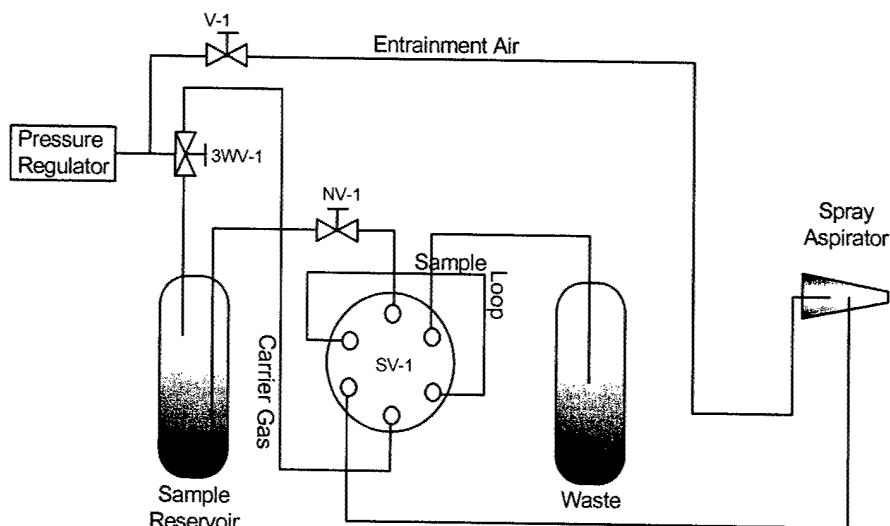 V-1
Entrainment Air
Pressure
Regulator
3WV-1
NV-1
Spray
Aspirator
Sample
Loop
Carrier Gas
SV-1
Sample
Reservoir
Waste